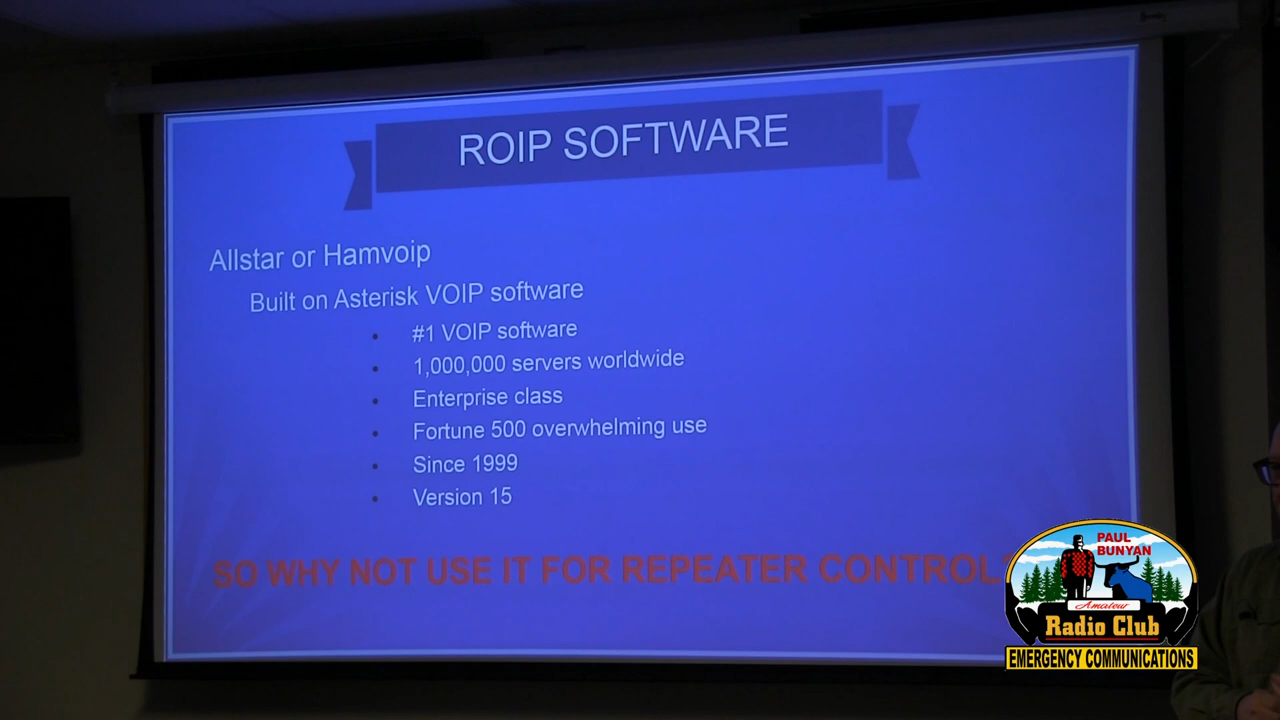 ROIP SOFTWARE
Allstar or Hamvoip
Built on Asterisk VOIP software
• #1 VOIP software
• 1,000,000 servers worldwide
• Enterprise class
• Fortune 500 overwhelming use
• Since 1999
• Version 15
SO WHY NOT USE IT FOR REPEATER CONTROL
PAUL
BUNYAN
Amateur
Radio Club
EMERGENCY COMMUNICATIONS